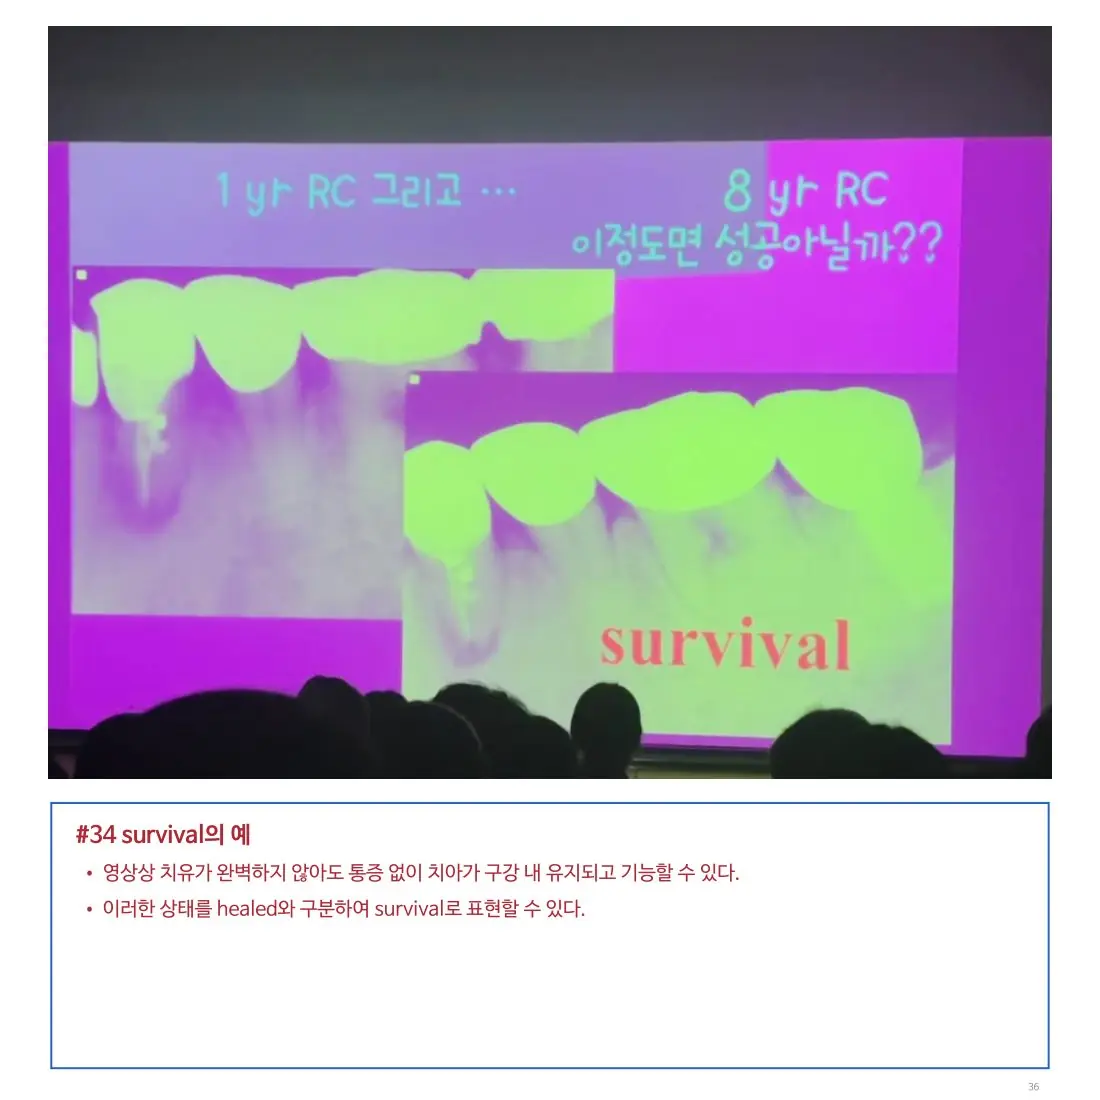 1 yr RC 그리고 ...
8 yr RC
이정도면 성공아닐까??
survival
#34 survival의 예
• 영상상 치유가 완벽하지 않아도 통증 없이 치아가 구강 내 유지되고 기능할 수 있다.
• 이러한 상태를 healed와 구분하여 survival로 표현할 수 있다.
36